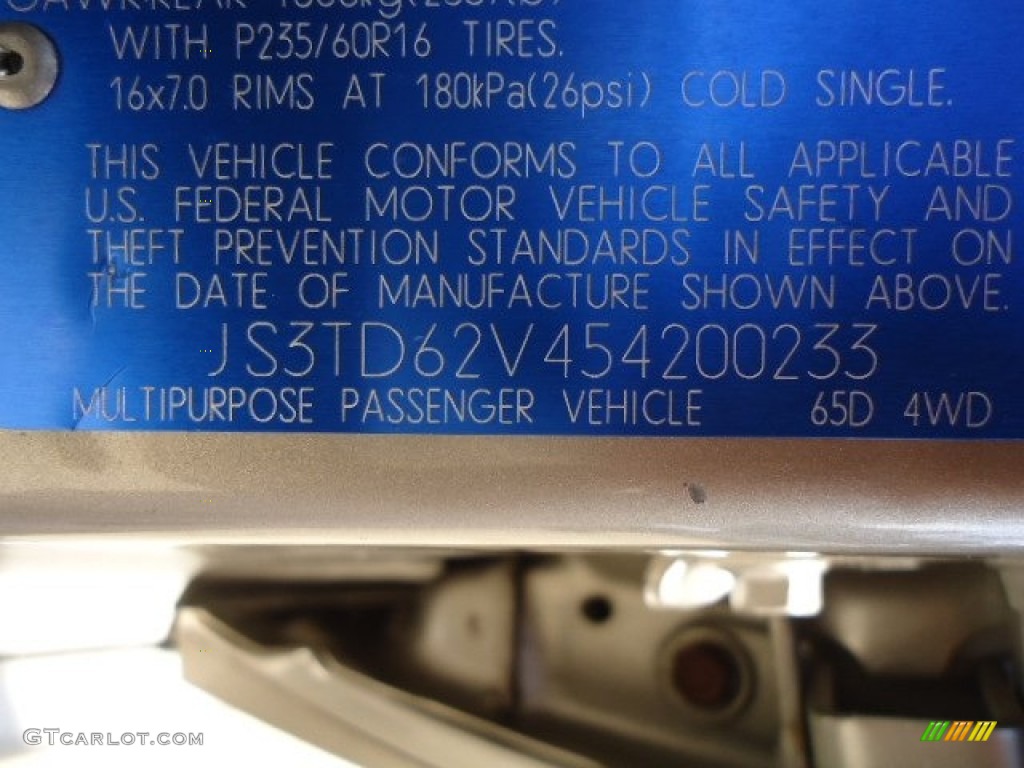 WITH P235/60R16 TIRES.
16x7.0 RIMS AT 180kPa(26psi) COLD SINGLE.
THIS VEHICLE CONFORMS TO ALL APPLICABLE
U.S. FEDERAL MOTOR VEHICLE SAFETY AND
THEFT PREVENTION STANDARDS IN EFFECT ON
THE DATE OF MANUFACTURE SHOWN ABOVE.
JS3TD62V454200233
MULTIPURPOSE PASSENGER VEHICLE 65D 4WD
GTcarlot.com